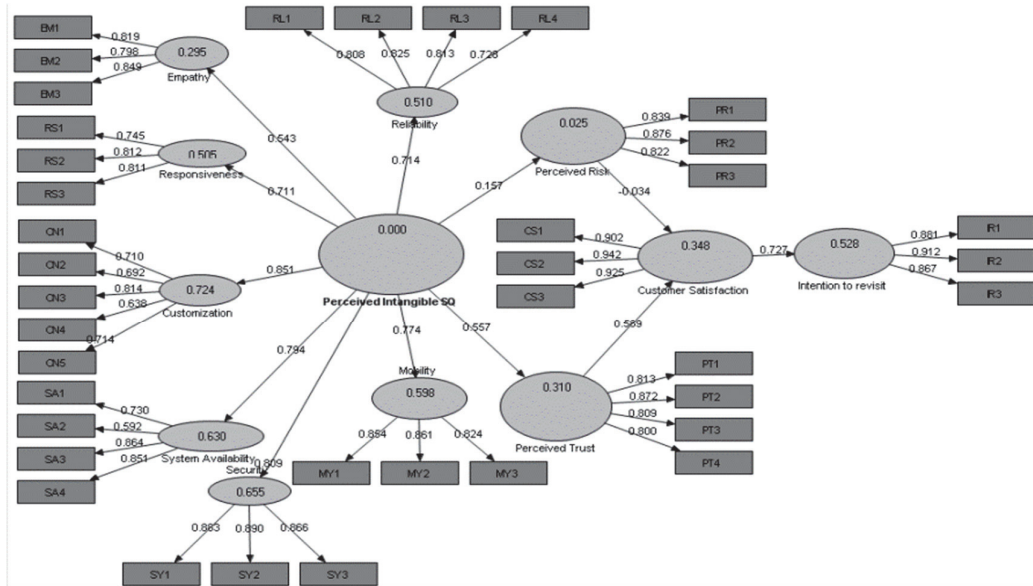 EM1
0.819
EM2
0.798
EM3
0.849
0.295
Empathy
RL1
RL2
RL3
RL4
0.808
0.825
0.813
0.726
0.510
Reliability
0.714
0.543
RS1
0.745
RS2
0.812
RS3
0.811
0.505
Responsiveness
0.711
0.025
Perceived Risk
0.157
PR1
0.839
PR2
0.876
PR3
0.822
-0.034
0.000
Perceived Intangible SQ
CN1
0.710
CN2
0.692
CN3
0.814
CN4
0.638
CN5
0.714
0.724
Customization
0.851
CS1
0.902
CS2
0.942
CS3
0.925
0.348
Customer Satisfaction
0.727
0.528
Intention to revisit
IR1
0.881
IR2
0.912
IR3
0.867
0.794
0.774
0.557
0.569
Mobility
0.598
0.854
0.861
0.824
MY1
MY2
MY3
0.310
Perceived Trust
PT1
0.813
PT2
0.872
PT3
0.809
PT4
0.800
SA1
0.730
SA2
0.592
SA3
0.864
SA4
0.851
0.630
System Availability
Security
0.809
0.655
0.890
0.866
SY1
SY2
SY3